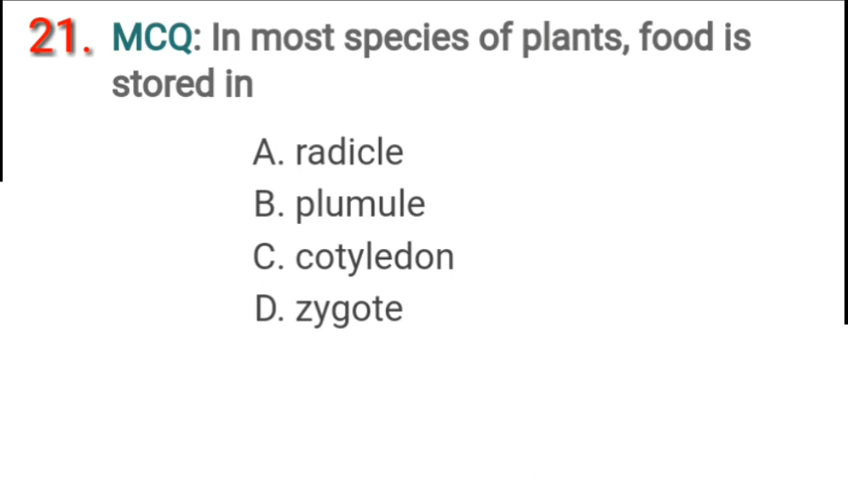 21. MCQ: In most species of plants, food is
stored in
A. radicle
B. plumule
C. cotyledon
D. zygote